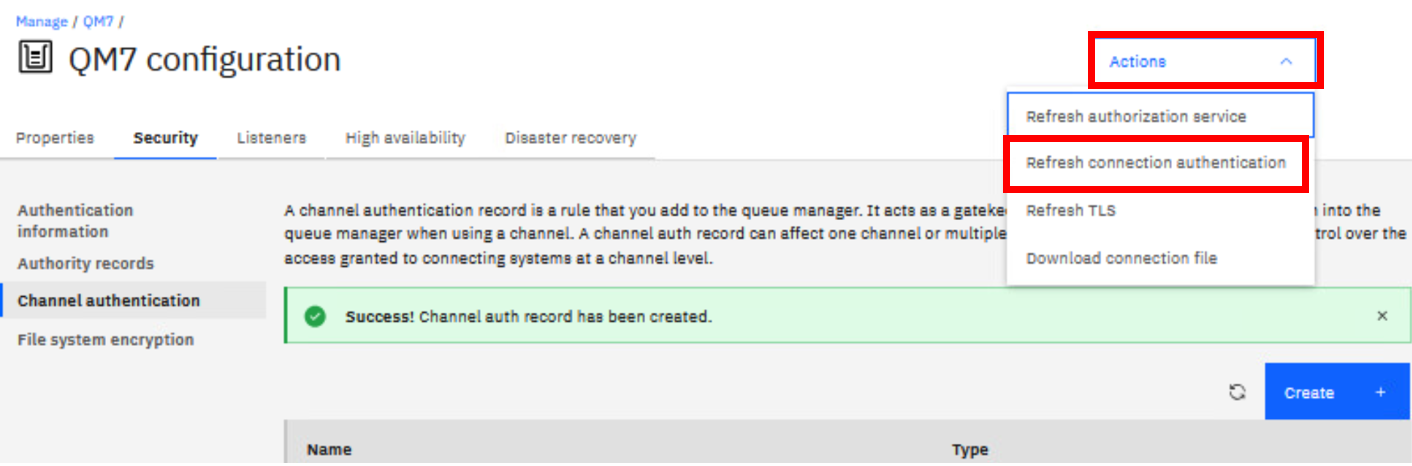 Manage / QM7 /
QM7 configuration
Actions
Refresh authorization service
Refresh connection authentication
Refresh TLS
Download connection file
Properties
Security
Listeners
High availability
Disaster recovery
Authentication
information
Authority records
Channel authentication
File system encryption
A channel authentication record is a rule that you add to the queue manager. It acts as a into the
queue manager when using a channel. A channel auth record can affect one channel or multiple over the
access granted to connecting systems at a channel level.
Success! Channel auth record has been created.
Create +
Name
Type